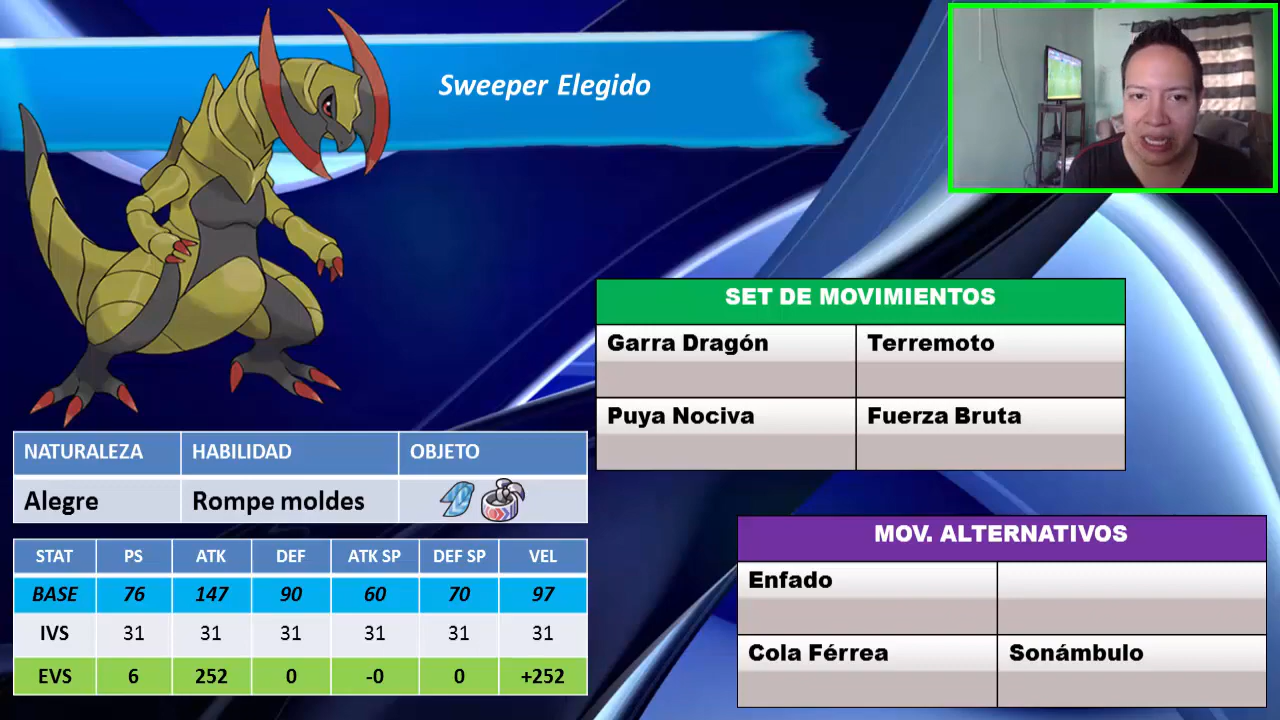 Sweeper Elegido
SET DE MOVIMIENTOS
Garra Dragón Terremoto
Puya Nociva Fuerza Bruta
NATURALEZA HABILIDAD OBJETO
Alegre Rompe moldes
STAT PS ATK DEF ATK SP DEF SP VEL
BASE 76 147 90 60 70 97
IVS 31 31 31 31 31 31
EVS 6 252 0 -0 0 +252
MOV. ALTERNATIVOS
Enfado
Cola Férrea Sonámbulo